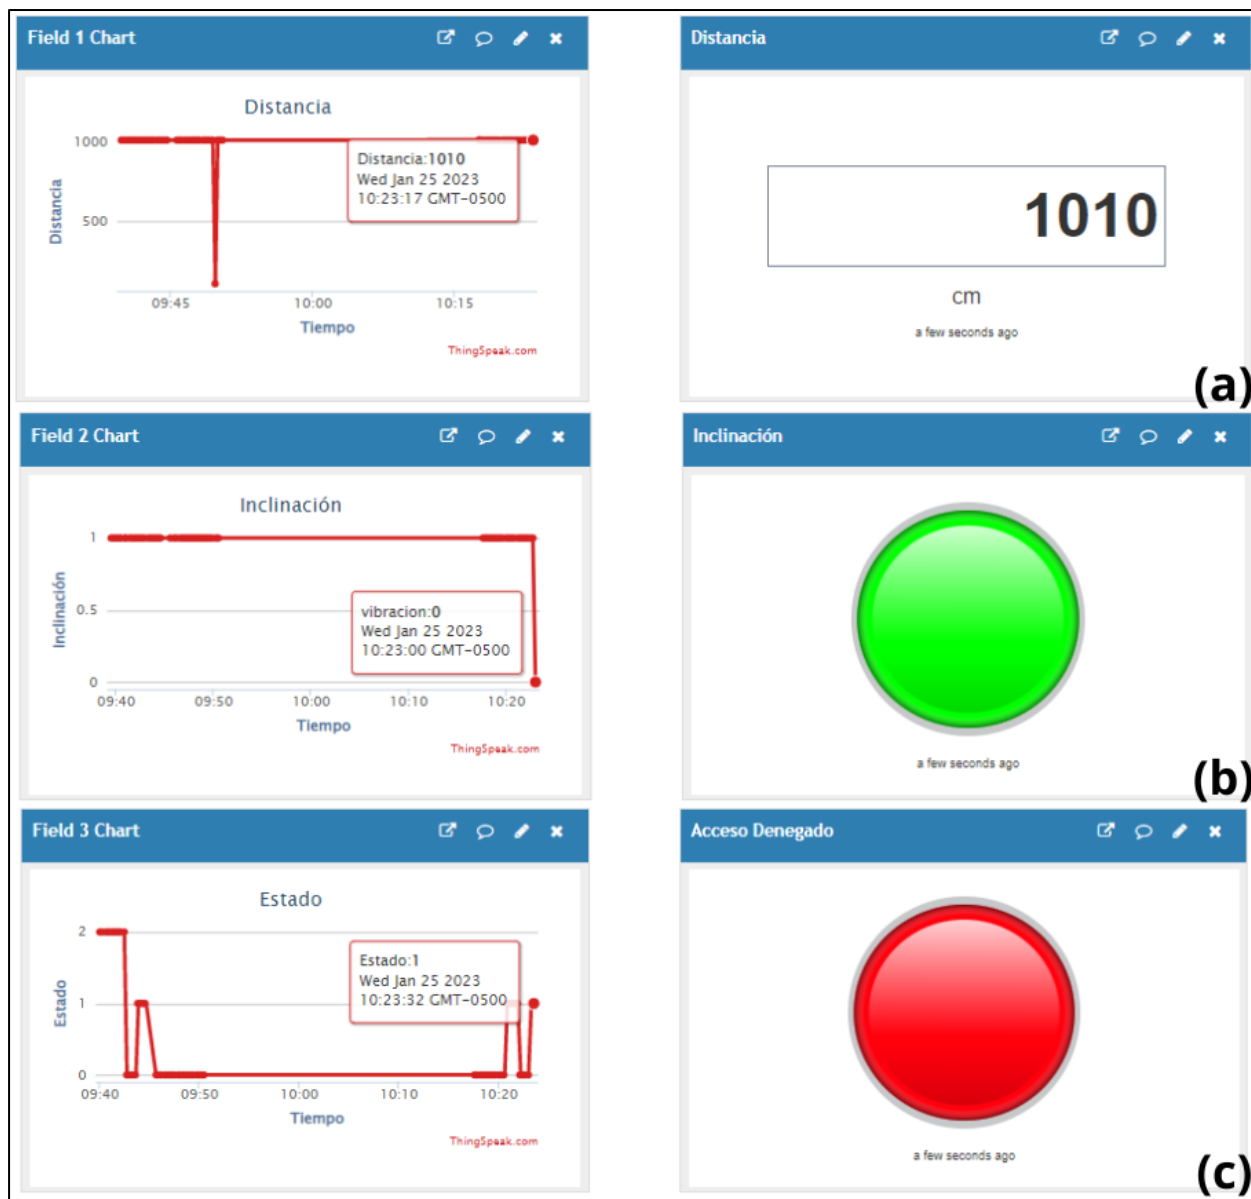 Field 1 Chart
Distancia
Distancia
1000
500
Distancia
Distancia:1010
Wed Jan 25 2023
10:23:17 GMT-0500
09:45 10:00 10:15
Tiempo
ThingSpeak.com
1010
cm
a few seconds ago
(a)
Field 2 Chart
Inclinación
Inclinación
1
0.5
0
Inclinación
vibracion:0
Wed Jan 25 2023
10:23:00 GMT-0500
09:40 09:50 10:00 10:10 10:20
Tiempo
ThingSpeak.com
a few seconds ago
(b)
Field 3 Chart
Acceso Denegado
Estado
2
1
0
Estado
Estado:1
Wed Jan 25 2023
10:23:32 GMT-0500
09:40 09:50 10:00 10:10 10:20
Tiempo
ThingSpeak.com
a few seconds ago
(c)